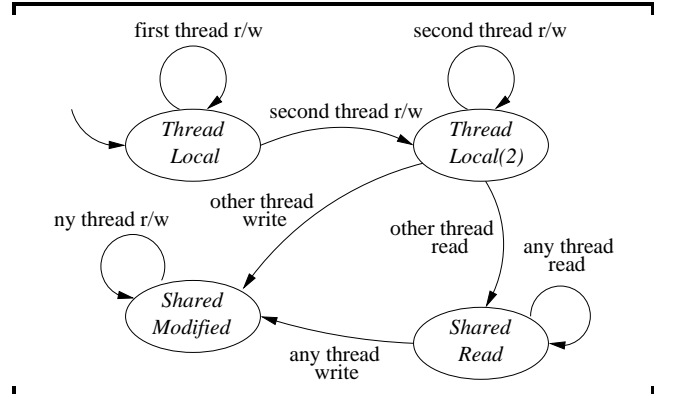 first thread r/w
second thread r/w
second thread r/w
Thread
Local
Thread
Local(2)
other thread
write
other thread
read
ny thread r/w
any thread
read
Shared
Modified
Shared
Read
any thread
write